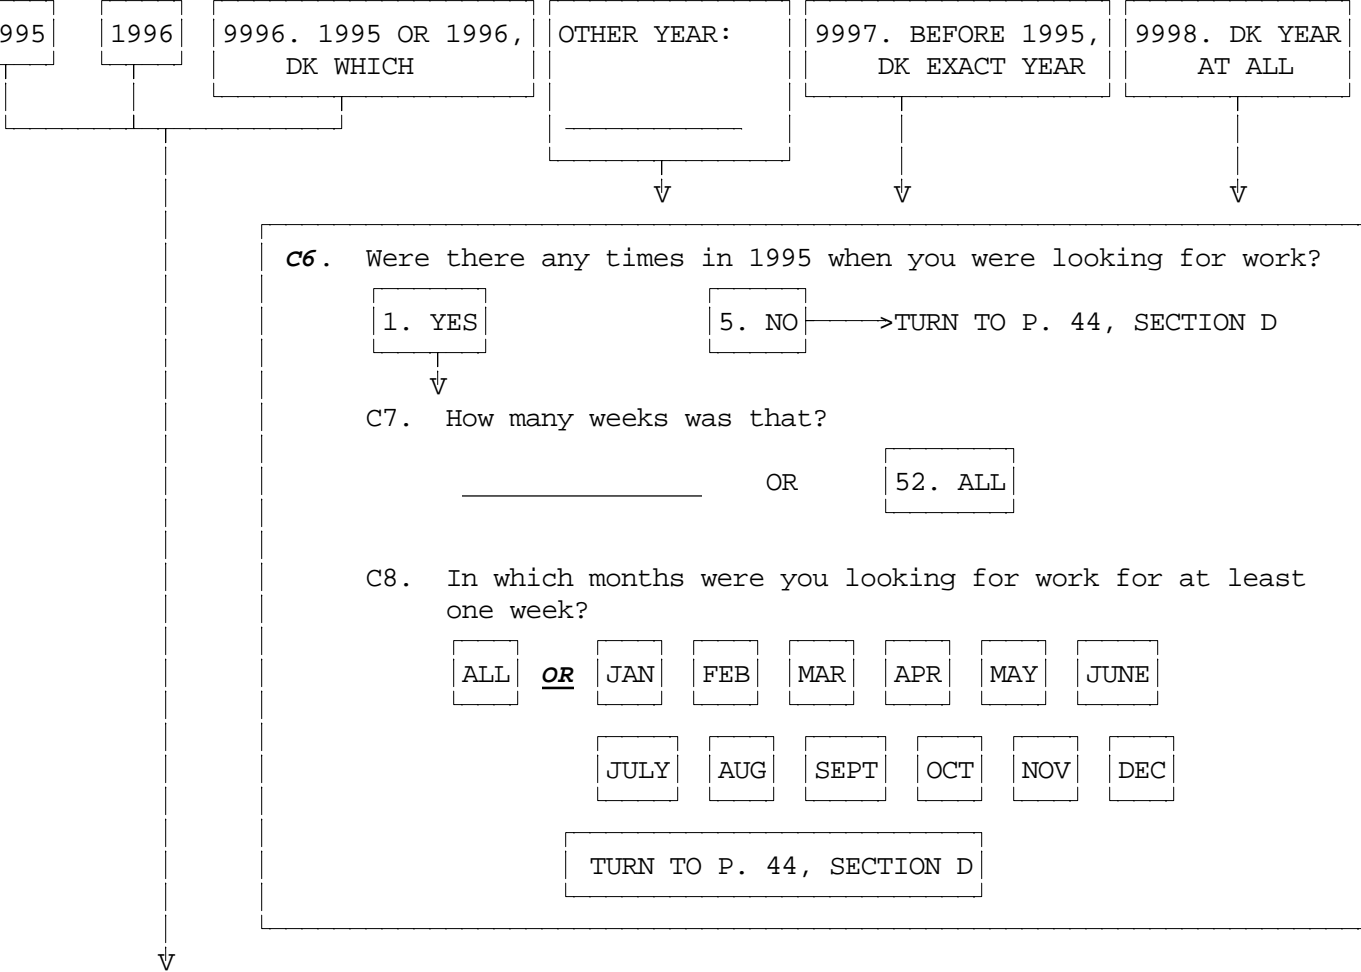 995 1996 9996. 1995 OR 1996, OTHER YEAR: 9997. BEFORE 1995, 9998. DK YEAR
DK WHICH DK EXACT YEAR AT ALL
C6. Were there any times in 1995 when you were looking for work?
1. YES 5. NO >TURN TO P. 44, SECTION D
C7. How many weeks was that?
OR 52. ALL
C8. In which months were you looking for work for at least
one week?
ALL OR JAN FEB MAR APR MAY JUNE
JULY AUG SEPT OCT NOV DEC
TURN TO P. 44, SECTION D